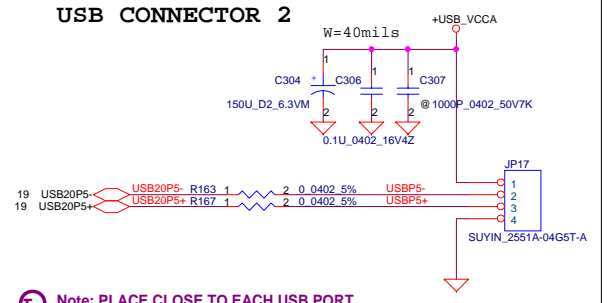 USB CONNECTOR 2
+USB_VCCA
W=40mils
1 1 1
C304 + C306 C307
150U_D2_6.3VM @1000P_0402_50V7K
2 2 2
0.1U_0402_16V4Z
JP17
19 USB20P5- USB20P5- R163 1 2 0_0402_5% USBP5- 1
19 USB20P5+ USB20P5+ R167 1 2 0_0402_5% USBP5+ 2
3
4
SUYIN_2551A-04G5T-A
Note: PLACE CLOSE TO EACH USB PORT